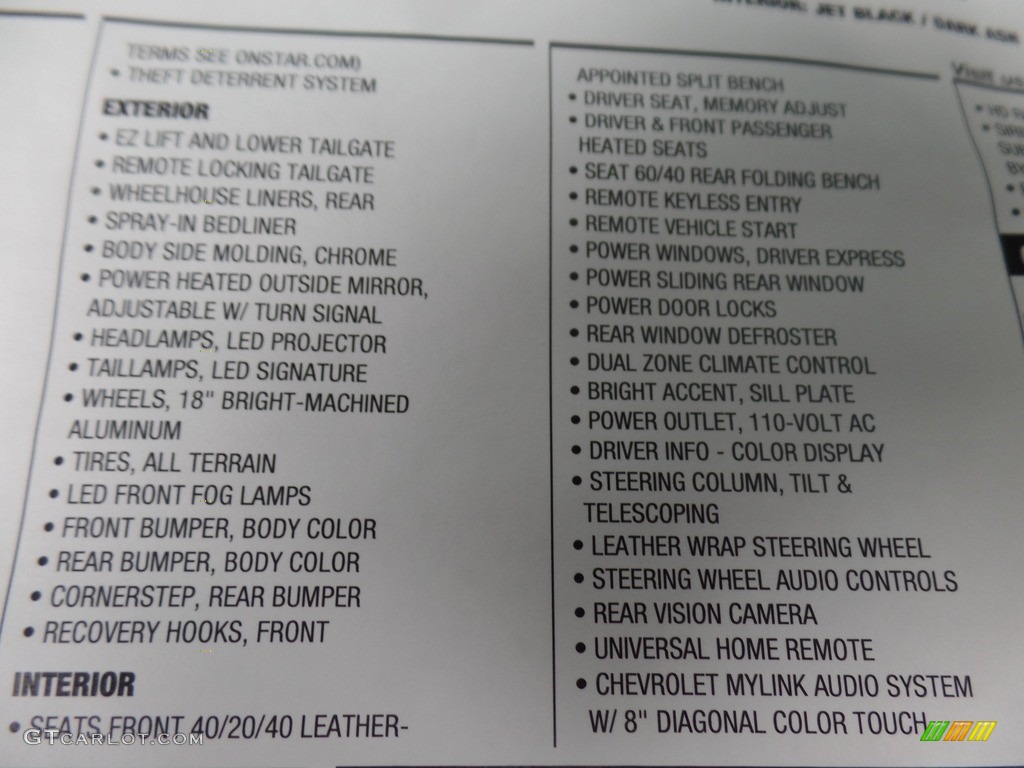 INTERIOR: JET BLACK / DARK ASH
TERMS SEE ONSTAR.COM)
• THEFT DETERRENT SYSTEM
EXTERIOR
• EZ LIFT AND LOWER TAILGATE
• REMOTE LOCKING TAILGATE
• WHEELHOUSE LINERS, REAR
• SPRAY-IN BEDLINER
• BODY SIDE MOLDING, CHROME
• POWER HEATED OUTSIDE MIRROR,
ADJUSTABLE W/ TURN SIGNAL
• HEADLAMPS, LED PROJECTOR
• TAILLAMPS, LED SIGNATURE
• WHEELS, 18" BRIGHT-MACHINED
ALUMINUM
• TIRES, ALL TERRAIN
• LED FRONT FOG LAMPS
• FRONT BUMPER, BODY COLOR
• REAR BUMPER, BODY COLOR
• CORNERSTEP, REAR BUMPER
• RECOVERY HOOKS, FRONT
INTERIOR
• SEATS,FRONT 40/20/40 LEATHER-
APPOINTED SPLIT BENCH
• DRIVER SEAT, MEMORY ADJUST
• DRIVER & FRONT PASSENGER
HEATED SEATS
• SEAT 60/40 REAR FOLDING BENCH
• REMOTE KEYLESS ENTRY
• REMOTE VEHICLE START
• POWER WINDOWS, DRIVER EXPRESS
• POWER SLIDING REAR WINDOW
• POWER DOOR LOCKS
• REAR WINDOW DEFROSTER
• DUAL ZONE CLIMATE CONTROL
• BRIGHT ACCENT, SILL PLATE
• POWER OUTLET, 110-VOLT AC
• DRIVER INFO - COLOR DISPLAY
• STEERING COLUMN, TILT &
TELESCOPING
• LEATHER WRAP STEERING WHEEL
• STEERING WHEEL AUDIO CONTROLS
• REAR VISION CAMERA
• UNIVERSAL HOME REMOTE
• CHEVROLET MYLINK AUDIO SYSTEM
W/ 8" DIAGONAL COLOR TOUCH
Visit us
• HD
GTCarLot.com